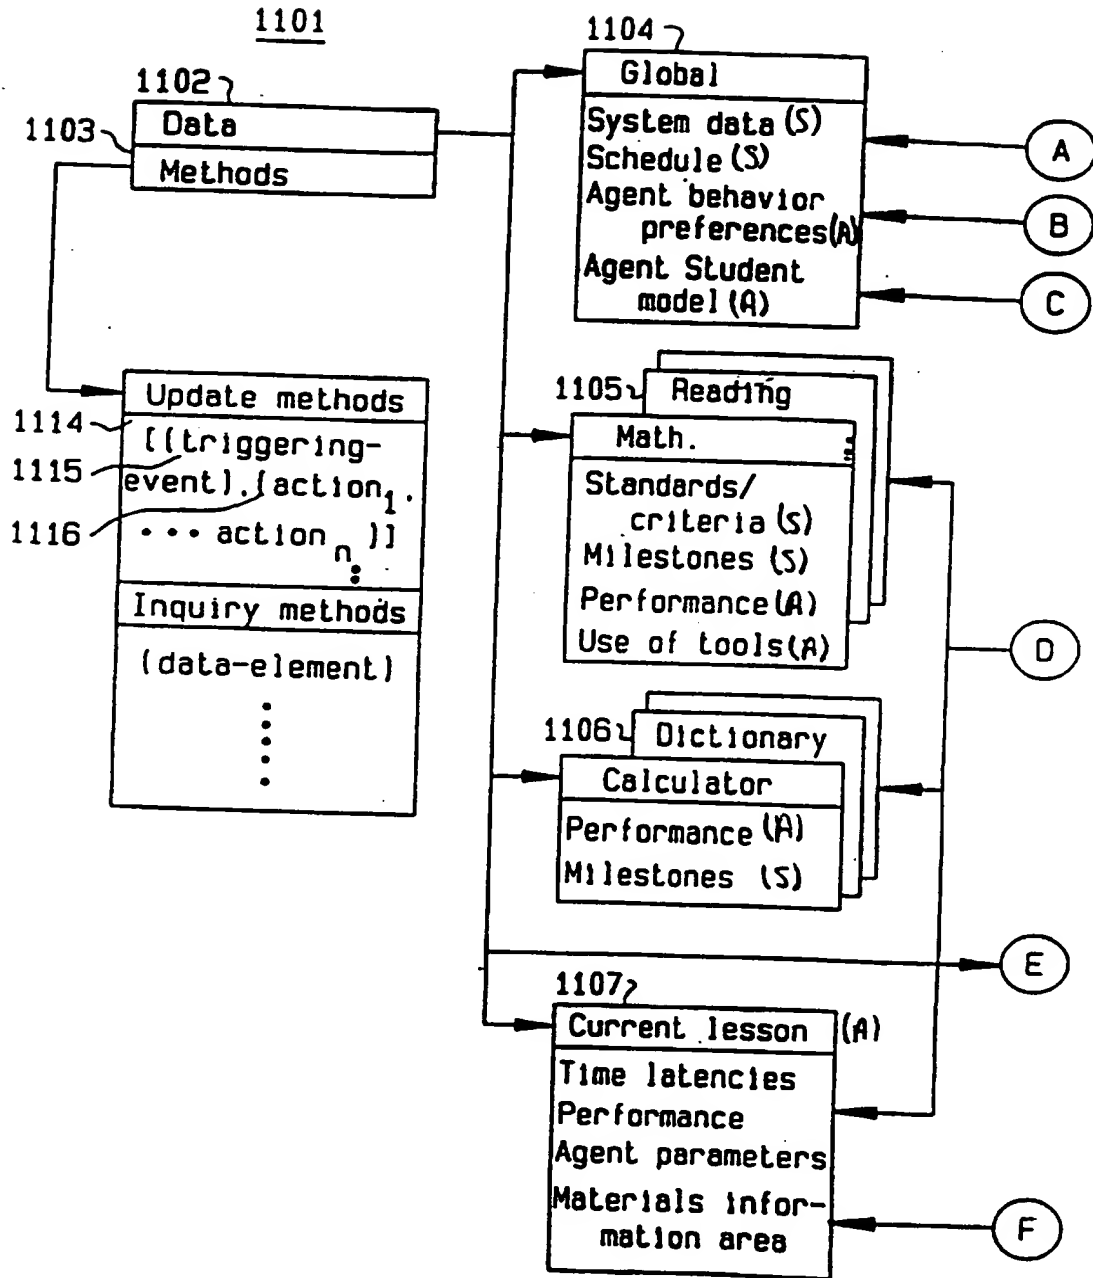 1101
1102
Data
1103
Methods
Update methods
1114
[((triggering-
1115
event).(action1.
1116
••• action n )]]
Inquiry methods
(data-element)
1104
Global
System data (S)
Schedule (S)
Agent behavior
preferences(A)
Agent Student
model (A)
A
B
C
1105
Reading
Math.
Standards/
criteria (S)
Milestones (S)
Performance (A)
Use of tools (A)
D
1106
Dictionary
Calculator
Performance (A)
Milestones (S)
E
1107
Current lesson (A)
Time latencies
Performance
Agent parameters
Materials infor-
mation area
F